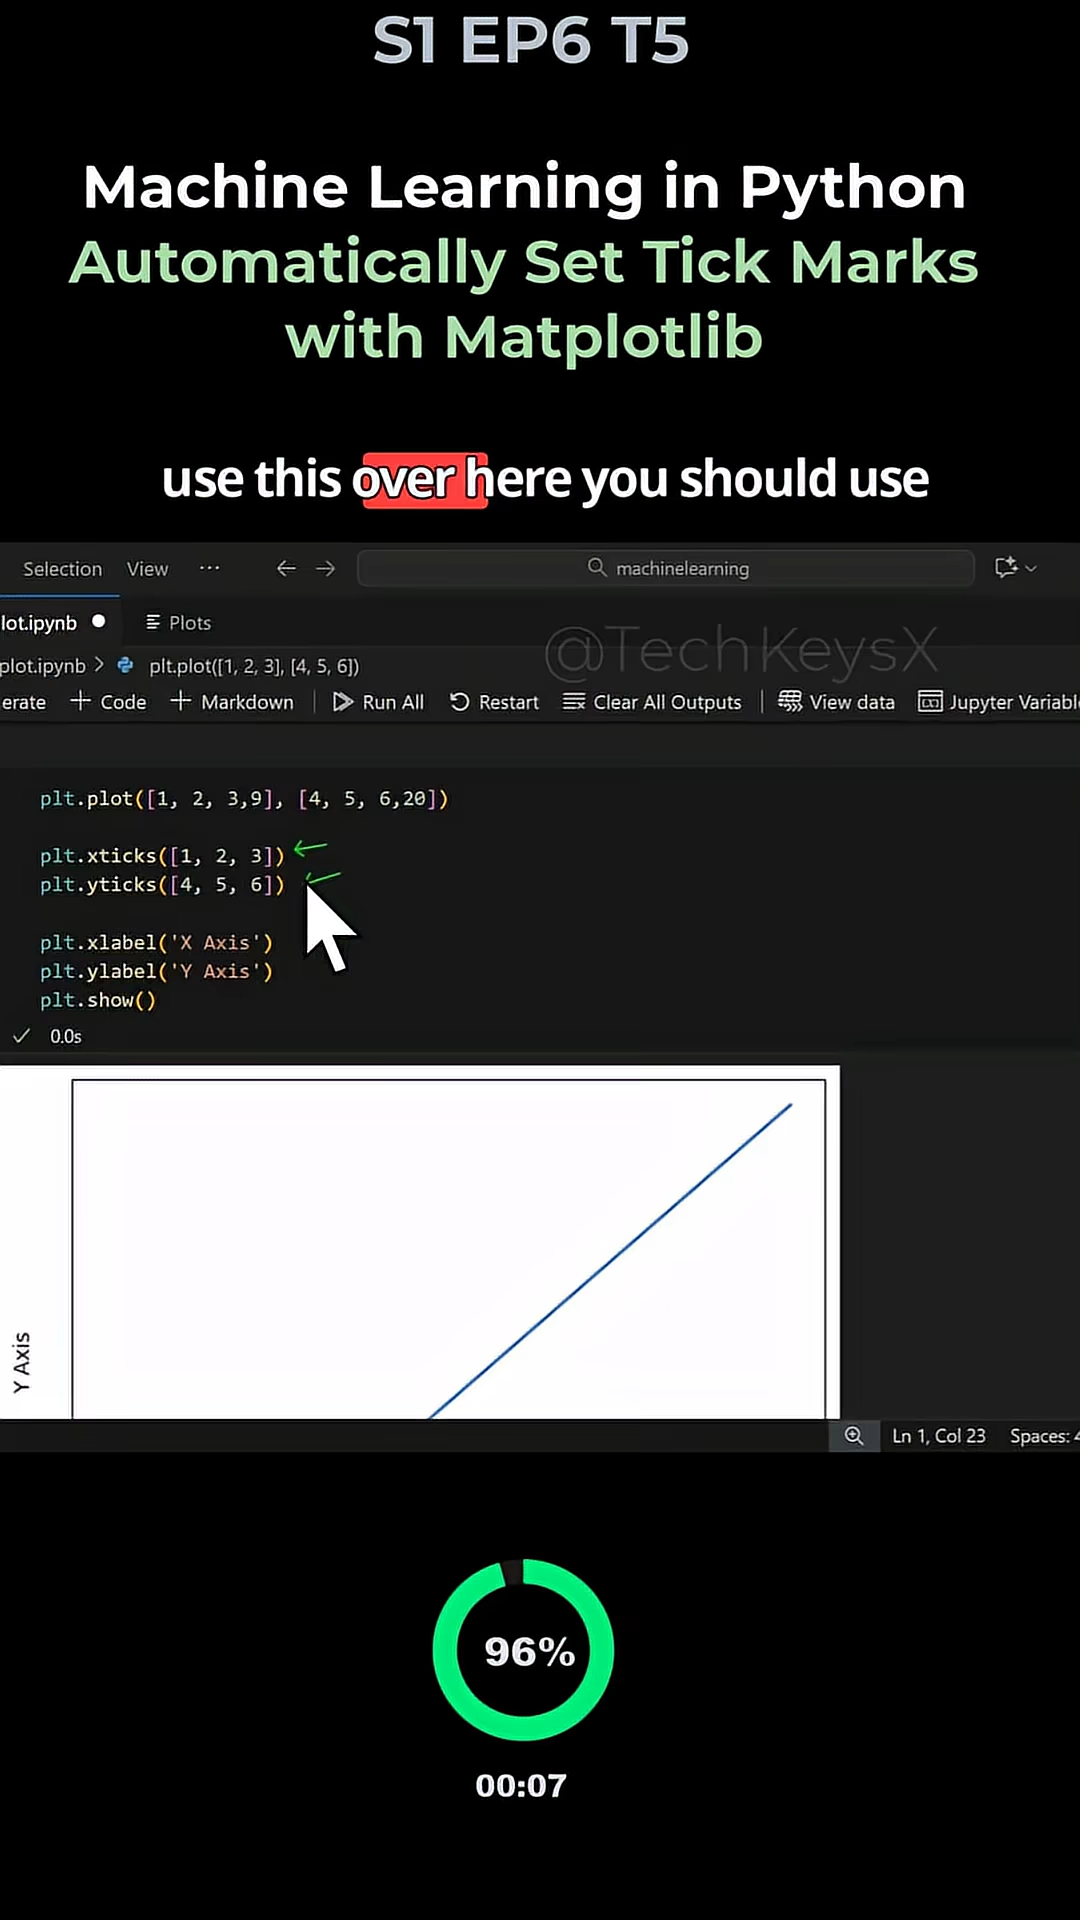 S1 EP6 T5
Machine Learning in Python
Automatically Set Tick Marks
with Matplotlib
use this over here you should use
Selection View ··· ← → machinelearning
lot.ipynb Plots
@TechKeysX
plot.ipynb > plt.plot([1, 2, 3], [4, 5, 6])
erate + Code + Markdown | Run All Restart Clear All Outputs | View data Jupyter Variabl
plt.plot([1, 2, 3,9], [4, 5, 6,20])
plt.xticks([1, 2, 3])
plt.yticks([4, 5, 6])
plt.xlabel('X Axis')
plt.ylabel('Y Axis')
plt.show()
✓ 0.0s
Y Axis
Ln 1, Col 23 Spaces: 4
96%
00:07